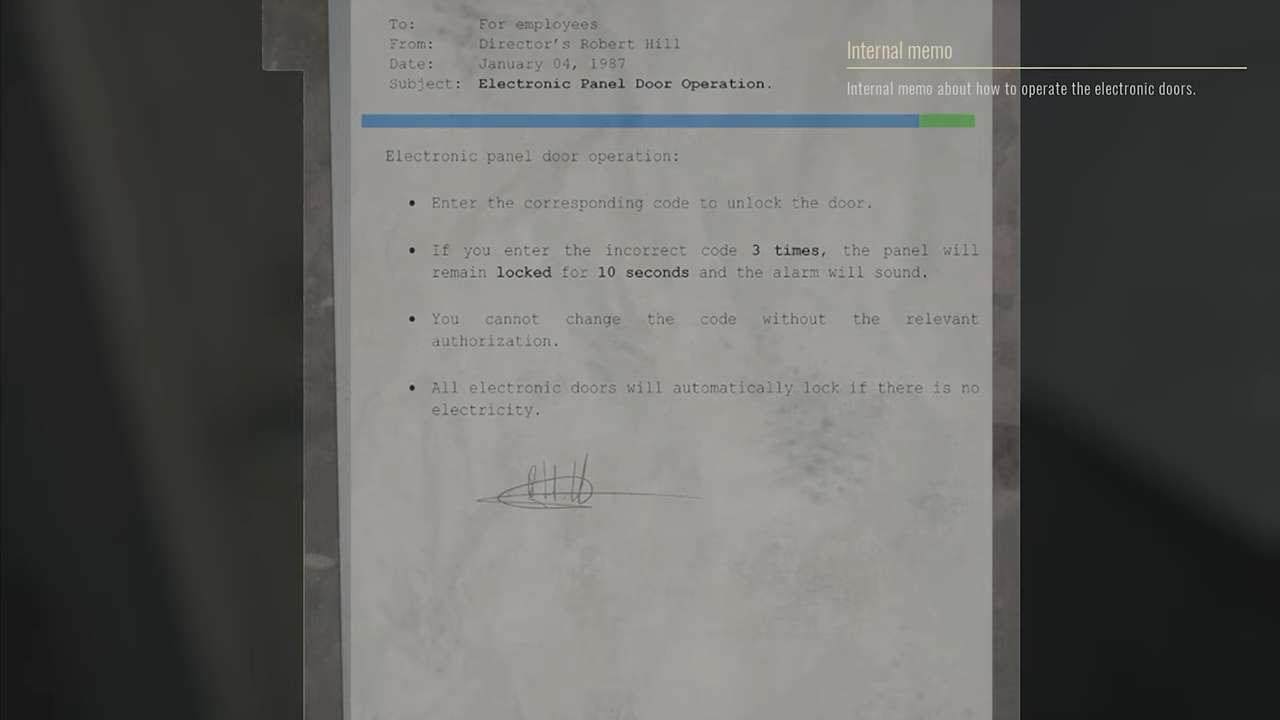 To: For employees
From: Director's Robert Hill
Date: January 04, 1987
Subject: Electronic Panel Door Operation.
Internal memo
Internal memo about how to operate the electronic doors.
Electronic panel door operation:
• Enter the corresponding code to unlock the door.
• If you enter the incorrect code 3 times, the panel will
remain locked for 10 seconds and the alarm will sound.
• You cannot change the code without the relevant
authorization.
• All electronic doors will automatically lock if there is no
electricity.